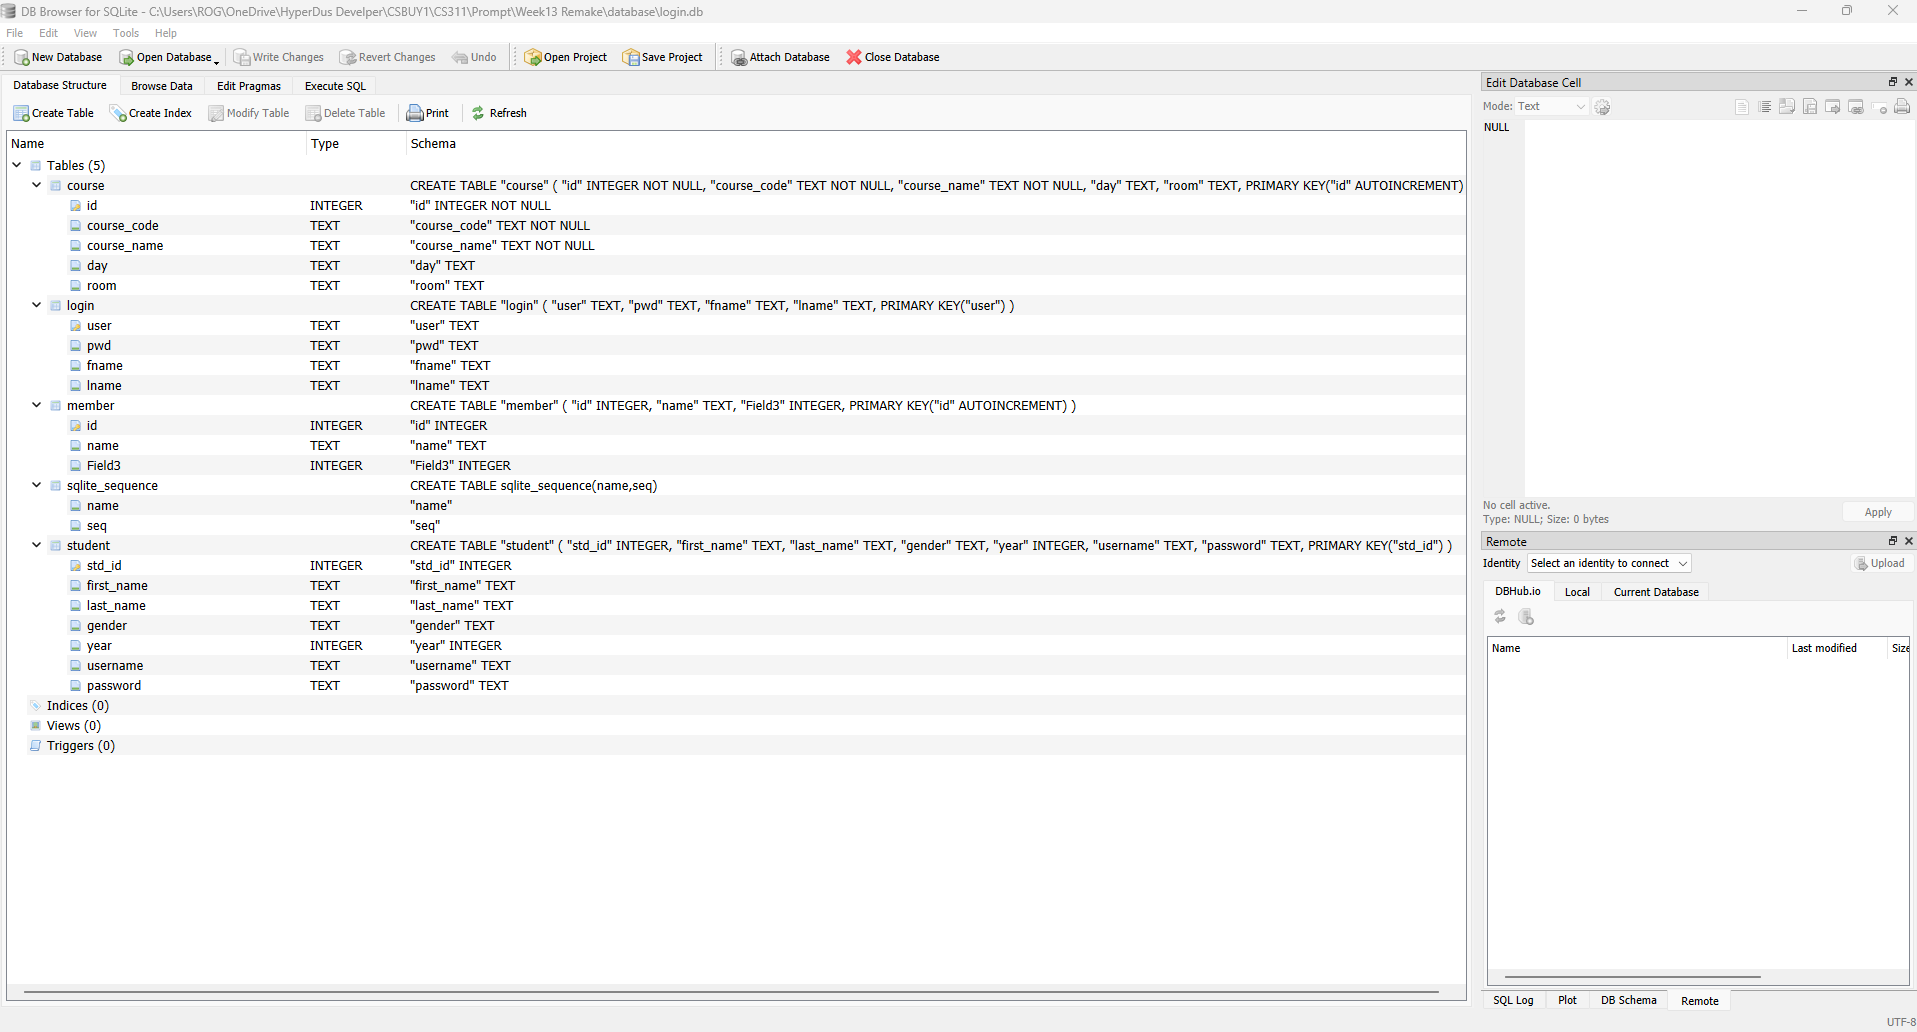 DB Browser for SQLite - C:\Users\ROG\OneDrive\HyperDus Develper\CSBUY1\CS311\Prompt\Week13 Remake\database\login.db
File Edit View Tools Help
New Database Open Database Write Changes Revert Changes Undo Open Project Save Project Attach Database Close Database
Database Structure Browse Data Edit Pragmas Execute SQL
Create Table Create Index Modify Table Delete Table Print Refresh
Name Type Schema
Tables (5)
course CREATE TABLE "course" ( "id" INTEGER NOT NULL, "course_code" TEXT NOT NULL, "course_name" TEXT NOT NULL, "day" TEXT, "room" TEXT, PRIMARY KEY("id" AUTOINCREMENT)
id INTEGER "id" INTEGER NOT NULL
course_code TEXT "course_code" TEXT NOT NULL
course_name TEXT "course_name" TEXT NOT NULL
day TEXT "day" TEXT
room TEXT "room" TEXT
login CREATE TABLE "login" ( "user" TEXT, "pwd" TEXT, "fname" TEXT, "lname" TEXT, PRIMARY KEY("user") )
user TEXT "user" TEXT
pwd TEXT "pwd" TEXT
fname TEXT "fname" TEXT
lname TEXT "lname" TEXT
member CREATE TABLE "member" ( "id" INTEGER, "name" TEXT, "Field3" INTEGER, PRIMARY KEY("id" AUTOINCREMENT) )
id INTEGER "id" INTEGER
name TEXT "name" TEXT
Field3 INTEGER "Field3" INTEGER
sqlite_sequence CREATE TABLE sqlite_sequence(name,seq)
name "name"
seq "seq"
student CREATE TABLE "student" ( "std_id" INTEGER, "first_name" TEXT, "last_name" TEXT, "gender" TEXT, "year" INTEGER, "username" TEXT, "password" TEXT, PRIMARY KEY("std_id") )
std_id INTEGER "std_id" INTEGER
first_name TEXT "first_name" TEXT
last_name TEXT "last_name" TEXT
gender TEXT "gender" TEXT
year INTEGER "year" INTEGER
username TEXT "username" TEXT
password TEXT "password" TEXT
Indices (0)
Views (0)
Triggers (0)
Edit Database Cell
Mode: Text
NULL
No cell active.
Type: NULL; Size: 0 bytes
Apply
Remote
Identity Select an identity to connect Upload
DBHub.io Local Current Database
Name Last modified Size
SQL Log Plot DB Schema Remote
UTF-8